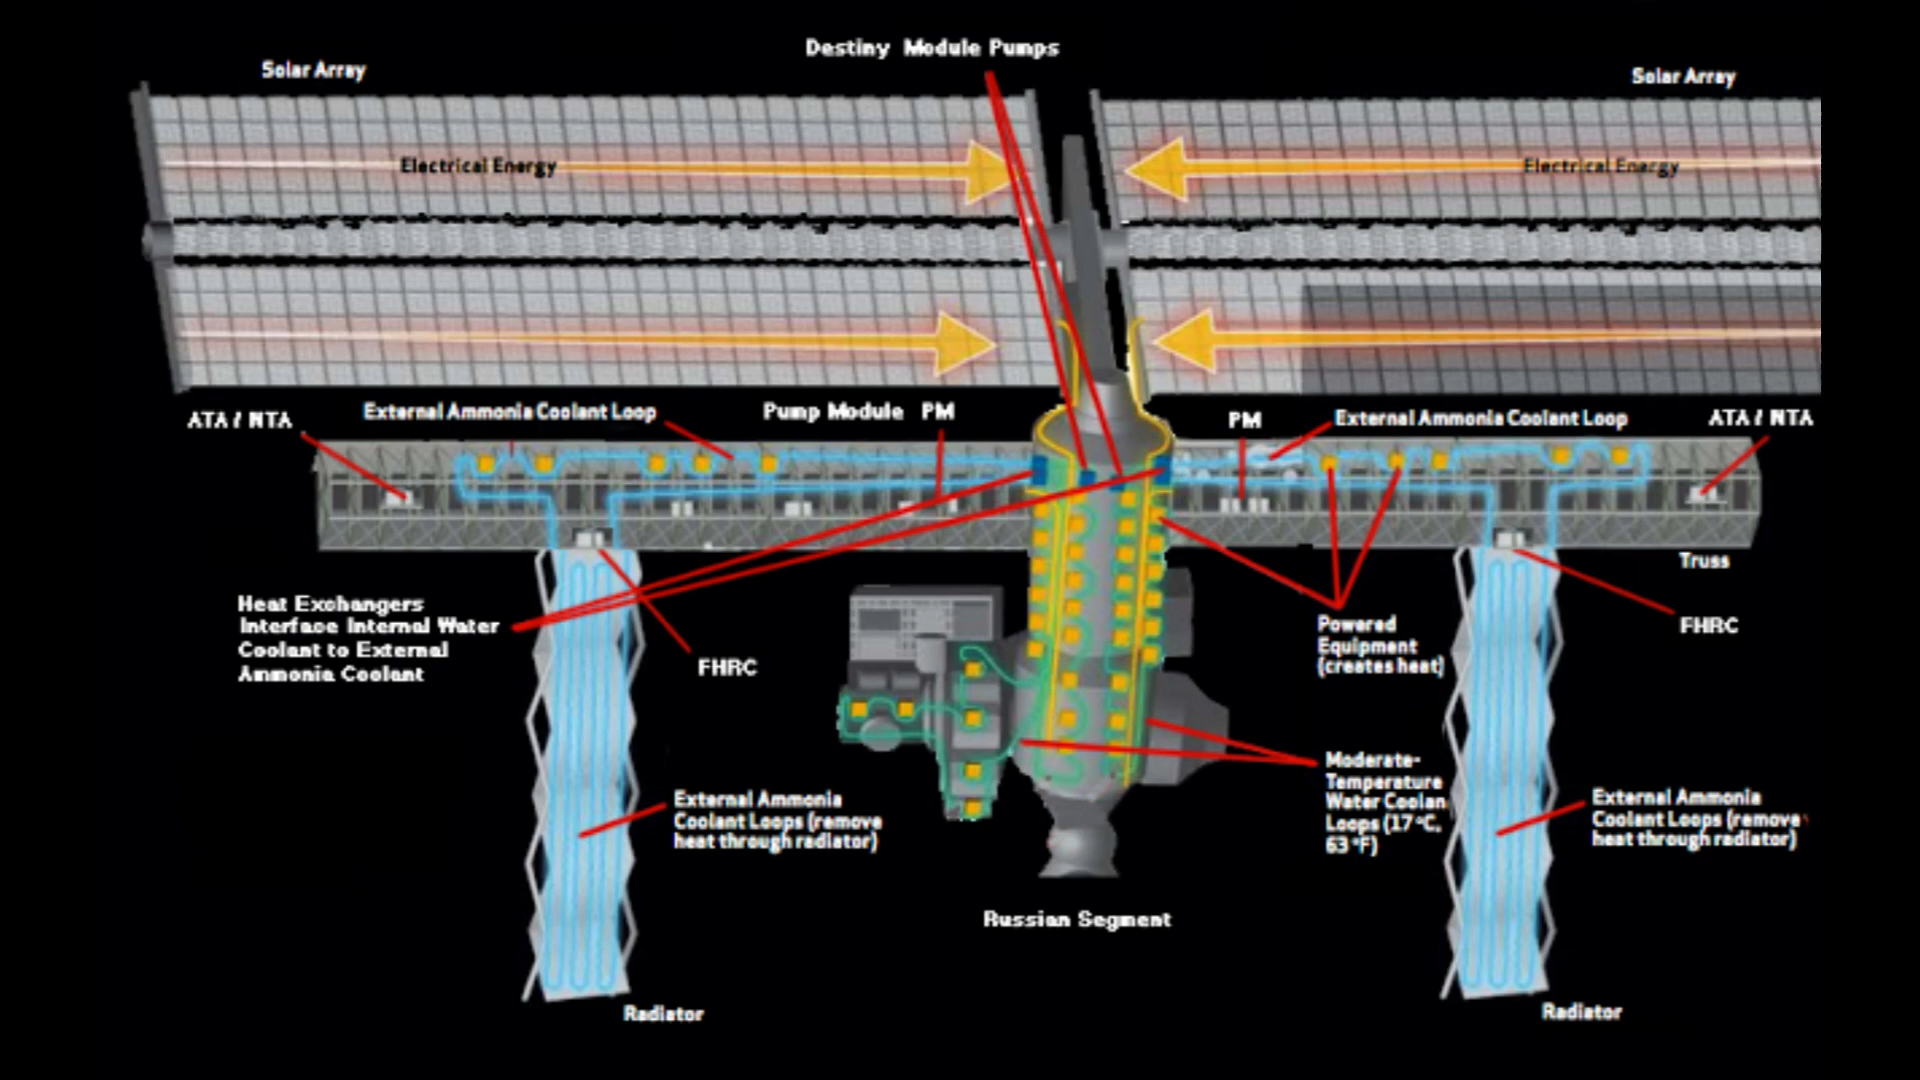 Destiny Module Pumps
Solar Array
Solar Array
Electrical Energy
Electrical Energy
ATA / NTA
External Ammonia Coolant Loop
Pump Module PM
PM
External Ammonia Coolant Loop
ATA / NTA
Truss
Heat Exchangers
Interface Internal Water
Coolant to External
Ammonia Coolant
FHRC
Powered
Equipment
(creates heat)
FHRC
External Ammonia
Coolant Loops (remove
heat through radiator)
Moderate-
Temperature
Water Coolan
Loops (17 °C,
63 °F)
External Ammonia
Coolant Loops (remove
heat through radiator)
Russian Segment
Radiator
Radiator